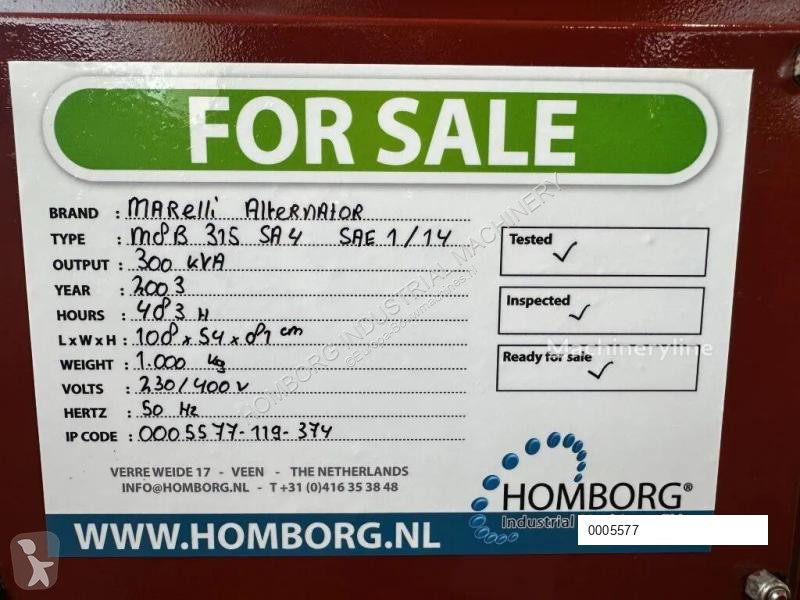 FOR SALE
BRAND : MARelli AlterNAtor
TYPE : M8B 315 SA4 SAE 1/14
OUTPUT : 300 kVA
YEAR : 2003
HOURS : 483 H
L x W x H : 108 x 54 x 81 cm
WEIGHT : 1.000 kg
VOLTS : 230/400 v
HERTZ : 50 Hz
IP CODE : 0005577-119-374
Tested
Inspected
Ready for sale
HOMBORG INDUSTRIAL MACHINERY
Machineryline
VERRE WEIDE 17 - VEEN - THE NETHERLANDS
INFO@HOMBORG.NL - T +31 (0)416 35 38 48
HOMBORG®
Industrial
0005577
WWW.HOMBORG.NL